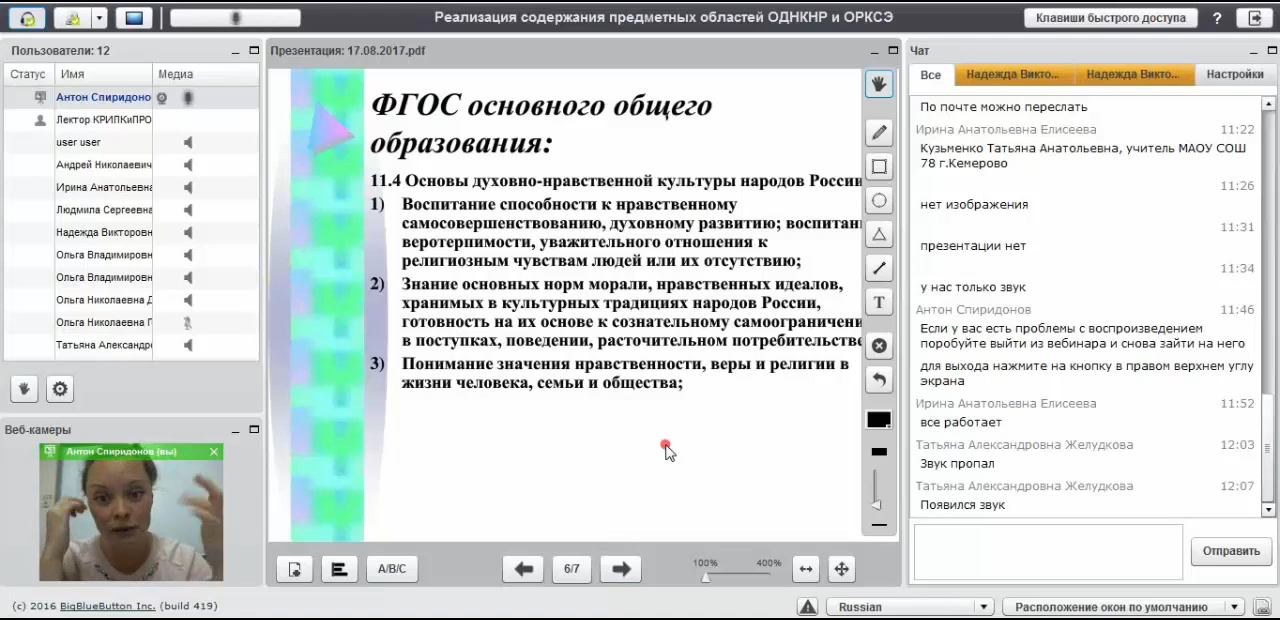 Реализация содержания предметных областей ОДНКНР и ОРКСЭ
Клавиши быстрого доступа
?
Пользователи: 12
Статус Имя Медиа
Антон Спиридоно
Лектор КРИПКиПРО
user user
Андрей Николаевич
Ирина Анатольевна
Людмила Сергеевна
Надежда Викторовн
Ольга Владимировн
Ольга Владимировн
Ольга Николаевна Д
Ольга Николаевна Г
Татьяна Александро
Веб-камеры
Антон Спиридонов (вы)
Презентация: 17.08.2017.pdf
ФГОС основного общего
образования:
11.4 Основы духовно-нравственной культуры народов России
1) Воспитание способности к нравственному
самосовершенствованию, духовному развитию; воспитан
веротерпимости, уважительного отношения к
религиозным чувствам людей или их отсутствию;
2) Знание основных норм морали, нравственных идеалов,
хранимых в культурных традициях народов России,
готовность на их основе к сознательному самоограничени
в поступках, поведении, расточительном потребительстве
3) Понимание значения нравственности, веры и религии в
жизни человека, семьи и общества;
T
A/B/C
6/7
100% 400%
Чат
Все Надежда Викто... Надежда Викто... Настройки
По почте можно переслать
Ирина Анатольевна Елисеева 11:22
Кузьменко Татьяна Анатольевна, учитель МАОУ СОШ
78 г.Кемерово
11:26
нет изображения
11:31
презентации нет
11:34
у нас только звук
Антон Спиридонов 11:46
Если у вас есть проблемы с воспроизведением
поробуйте выйти из вебинара и снова зайти на него
для выхода нажмите на кнопку в правом верхнем углу
экрана
Ирина Анатольевна Елисеева 11:52
все работает
Татьяна Александровна Желудкова 12:03
Звук пропал
Татьяна Александровна Желудкова 12:07
Появился звук
Отправить
(c) 2016 BigBlueButton Inc. (build 419)
Russian
Расположение окон по умолчанию